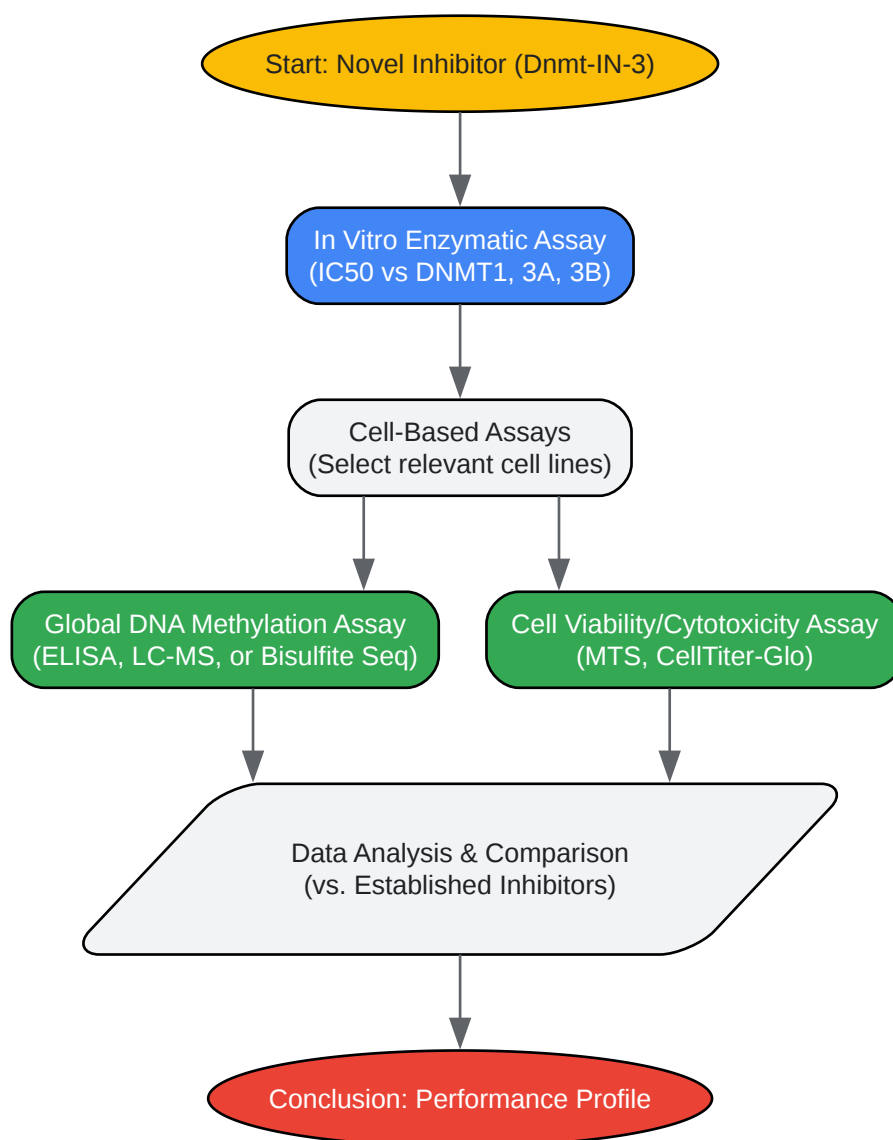 Start: Novel Inhibitor (Dnmt-IN-3)
In Vitro Enzymatic Assay
(IC50 vs DNMT1, 3A, 3B)
Cell-Based Assays
(Select relevant cell lines)
Global DNA Methylation Assay
(ELISA, LC-MS, or Bisulfite Seq)
Cell Viability/Cytotoxicity Assay
(MTS, CellTiter-Glo)
Data Analysis & Comparison
(vs. Established Inhibitors)
Conclusion: Performance Profile